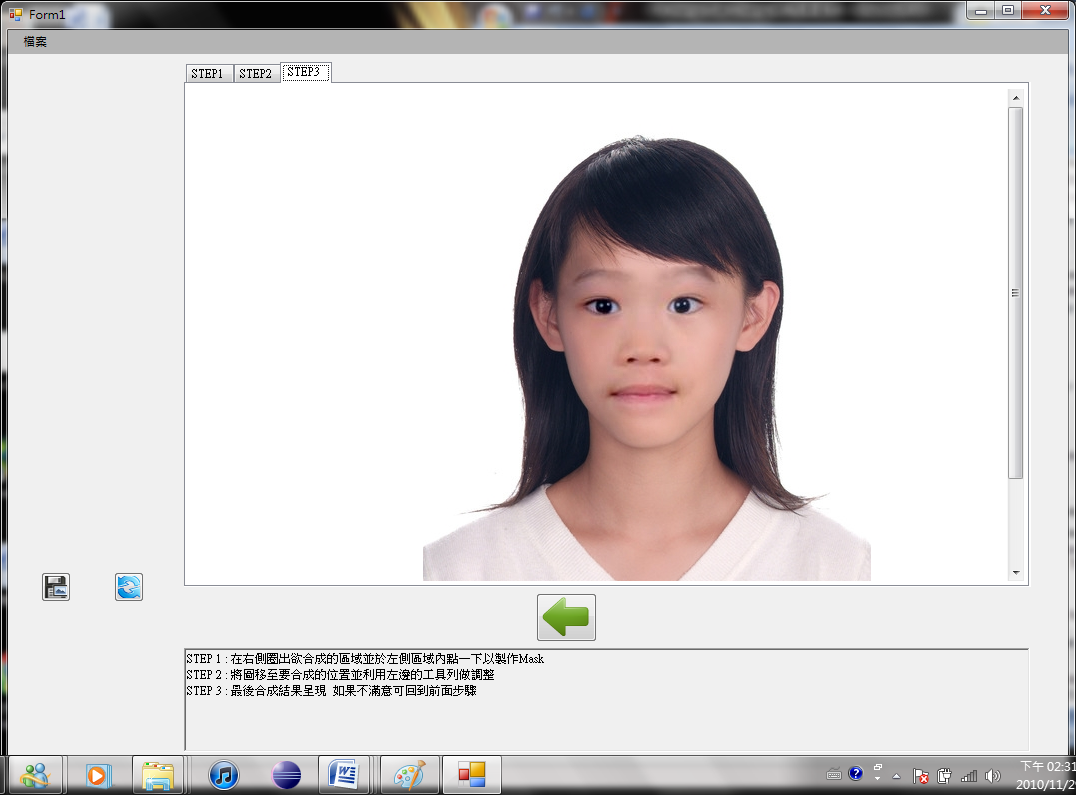 Form1
檔案
STEP1 STEP2 STEP3
STEP 1 : 在右側圈出欲合成的區域並於左側區域內點一下以製作Mask
STEP 2 : 將圖移至要合成的位置並利用左邊的工具列做調整
STEP 3 : 最後合成結果呈現 如果不滿意可回到前面步驟
下午 02:31
2010/11/2